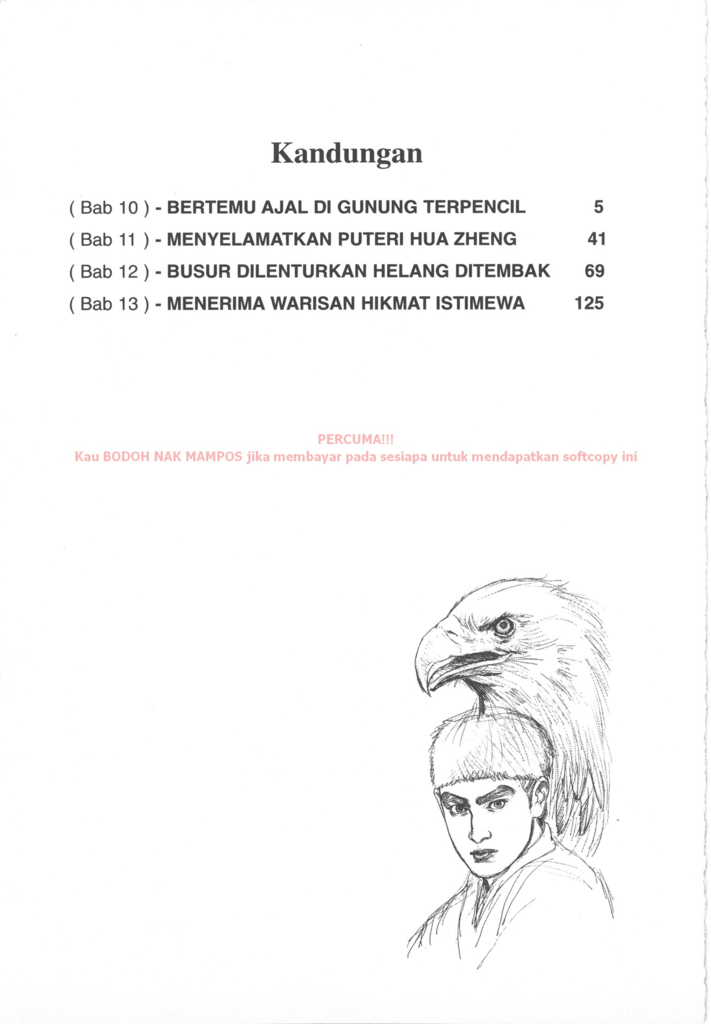 Kandungan
( Bab 10 ) - BERTEMU AJAL DI GUNUNG TERPENCIL 5
( Bab 11 ) - MENYELAMATKAN PUTERI HUA ZHENG 41
( Bab 12 ) - BUSUR DILENTURKAN HELANG DITEMBAK 69
( Bab 13 ) - MENERIMA WARISAN HIKMAT ISTIMEWA 125
PERCUMA!!!
Kau BODOH NAK MAMPOS jika membayar pada sesiapa untuk mendapatkan softcopy ini